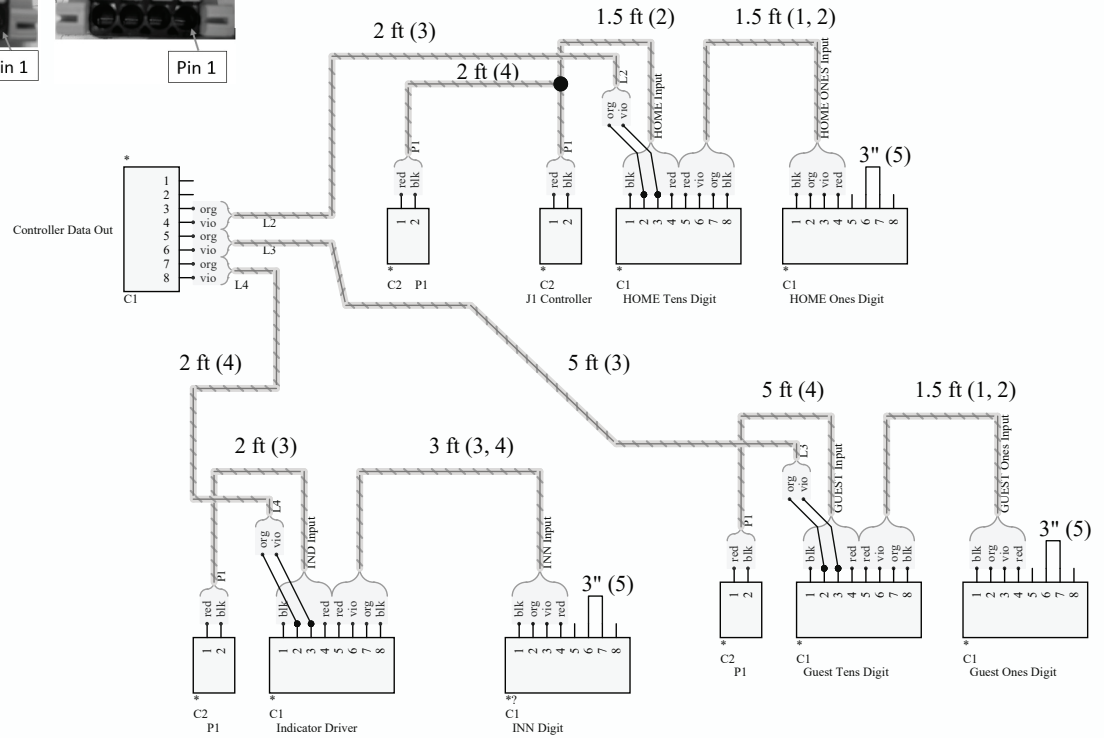 in 1
Pin 1
2 ft (3)
1.5 ft (2)
1.5 ft (1, 2)
2 ft (4)
L2
org
vio
HOME Input
HOME ONES Input
3" (5)
P1
red
blk
P1
red
blk
blk
red
red
vio
org
blk
blk
org
vio
red
*
Controller Data Out
1
2
3 org
4 vio
5 org
6 vio
7 org
8 vio
C1
L2
L3
L4
1 2
1 2
1 2 3 4 5 6 7 8
1 2 3 4 5 6 7 8
*
C2 P1
*
C2
J1 Controller
*
C1
HOME Tens Digit
*
C1
HOME Ones Digit
2 ft (4)
5 ft (3)
5 ft (4)
1.5 ft (1, 2)
2 ft (3)
3 ft (3, 4)
L3
org
vio
GUEST Input
GUEST Ones Input
3" (5)
P1
red
blk
blk
red
red
vio
org
blk
blk
org
vio
red
1 2
1 2 3 4 5 6 7 8
1 2 3 4 5 6 7 8
*
C2
P1
*
C1
Guest Tens Digit
*
C1
Guest Ones Digit
L4
org
vio
IND Input
INN Input
3" (5)
P1
red
blk
blk
red
red
vio
org
blk
blk
org
vio
red
1 2
1 2 3 4 5 6 7 8
1 2 3 4 5 6 7 8
*
C2
P1
*
C1
Indicator Driver
*?
C1
INN Digit